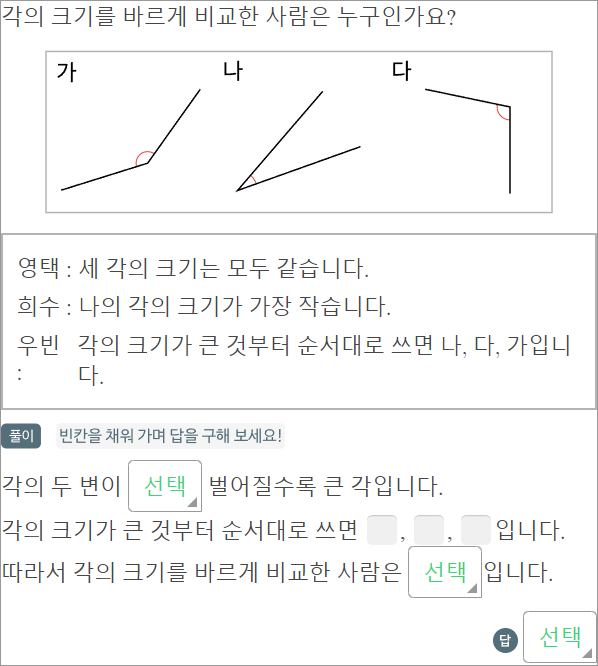 각의 크기를 바르게 비교한 사람은 누구인가요?
가 나 다
영택 : 세 각의 크기는 모두 같습니다.
희수 : 나의 각의 크기가 가장 작습니다.
우빈 각의 크기가 큰 것부터 순서대로 쓰면 나, 다, 가입니
: 다.
풀이 빈칸을 채워 가며 답을 구해 보세요!
각의 두 변이 선택 벌어질수록 큰 각입니다.
각의 크기가 큰 것부터 순서대로 쓰면 , , 입니다.
따라서 각의 크기를 바르게 비교한 사람은 선택 입니다.
답 선택